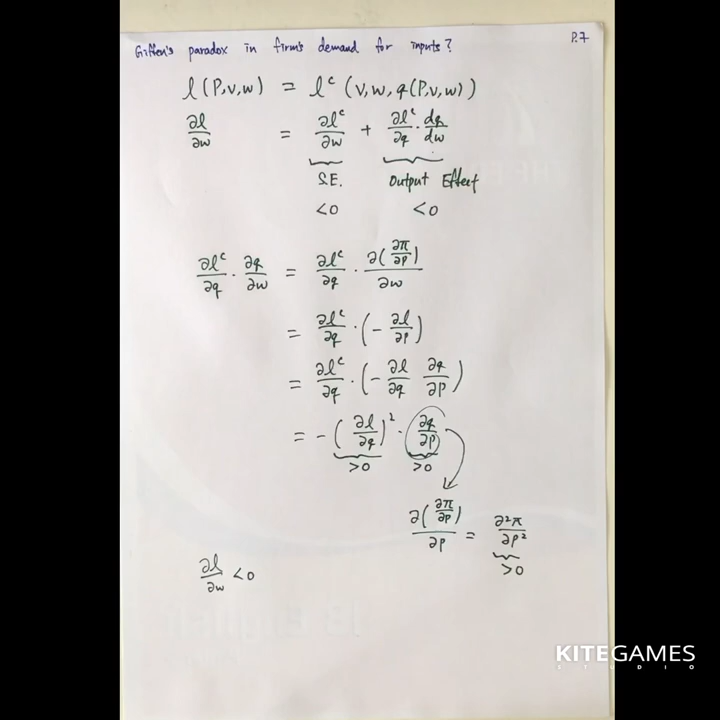 Giffen's paradox in firm's demand for inputs?
P.7
l(P,v,w) = l^c (v,w,q(P,v,w))
∂l/∂w = ∂l^c/∂w + ∂l^c/∂q · dq/dw
S.E. Output Effect
<0 <0
∂l^c/∂q · ∂q/∂w = ∂l^c/∂q · ∂(∂π/∂P)/∂w
= ∂l^c/∂q · (-∂l/∂P)
= ∂l^c/∂q · (-∂l/∂q ∂q/∂P)
= -(∂l/∂q)² · ∂q/∂P
>0 >0
∂(∂π/∂P)/∂P = ∂²π/∂P²
>0
∂l/∂w <0
KITEGAMES
STUDIO